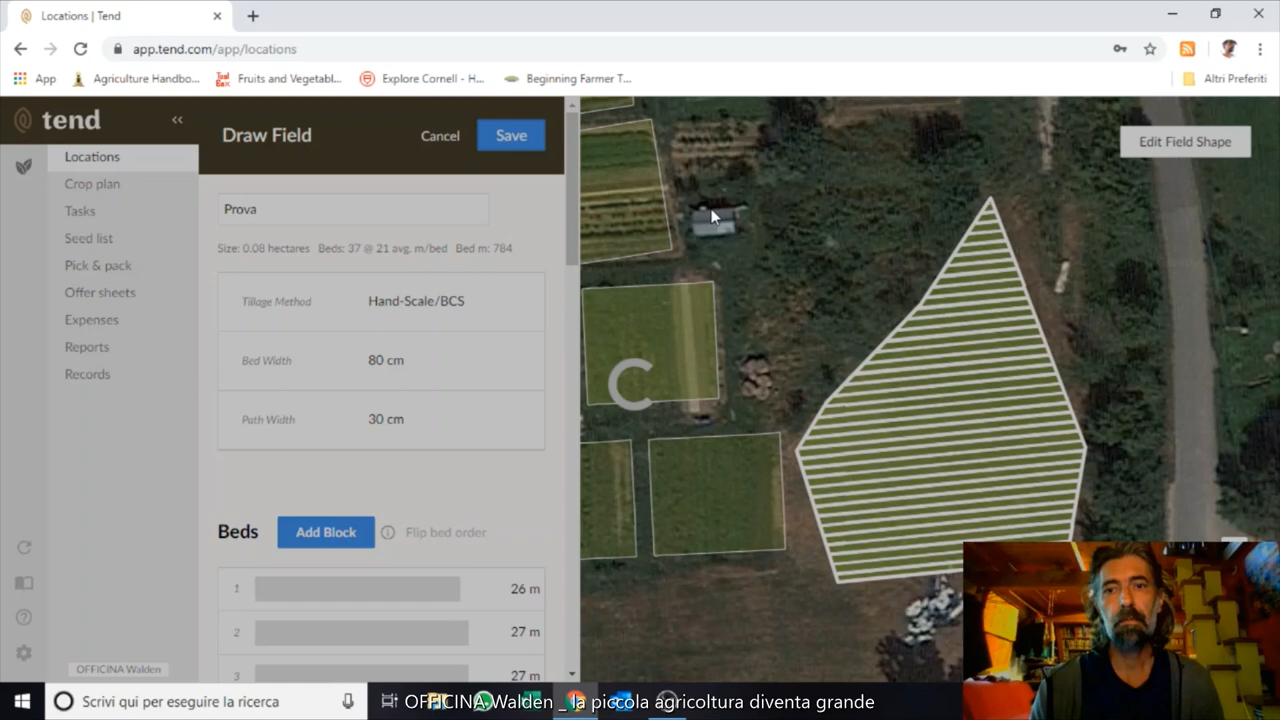 Locations | Tend
app.tend.com/app/locations
App
Agriculture Handbo...
Fruits and Vegetabl...
Explore Cornell - H...
Beginning Farmer T...
Altri Preferiti
tend
Draw Field
Cancel
Save
Edit Field Shape
Locations
Crop plan
Tasks
Seed list
Pick & pack
Offer sheets
Expenses
Reports
Records
OFFICINA Walden
Prova
Size: 0.08 hectares Beds: 37 @ 21 avg. m/bed Bed m: 784
Tillage Method Hand-Scale/BCS
Bed Width 80 cm
Path Width 30 cm
Beds
Add Block
Flip bed order
1 26 m
2 27 m
3 27 m
Scrivi qui per eseguire la ricerca
OFFICINA Walden _ la piccola agricoltura diventa grande